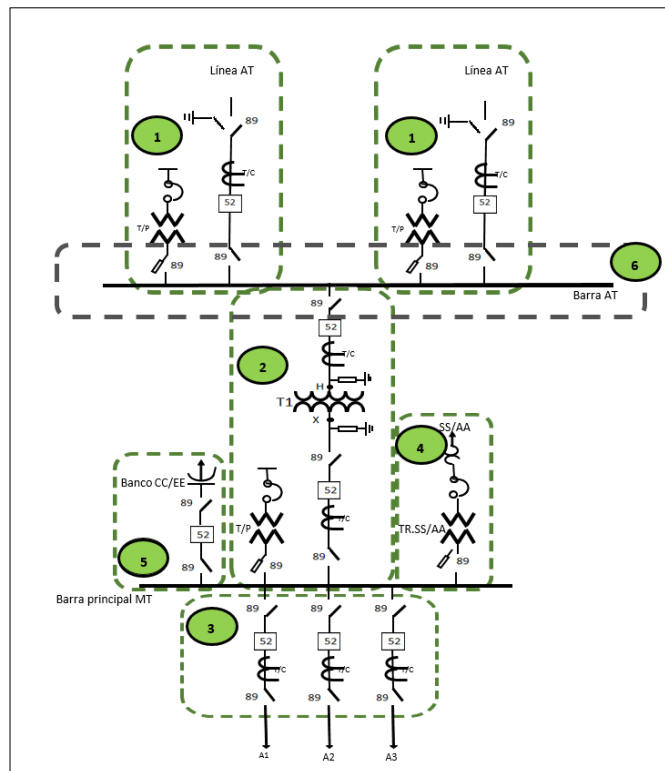 Línea AT
Línea AT
1
89
T/C
52
T/P
89
89
1
89
T/C
52
T/P
89
89
6
Barra AT
89
52
T/C
2
H
T1
X
89
52
T/C
T/P
89
89
4
SS/AA
TR.SS/AA
89
Banco CC/EE
89
52
89
5
Barra principal MT
3
89
89
89
52
52
52
T/C
T/C
T/C
89
89
89
A1
A2
A3